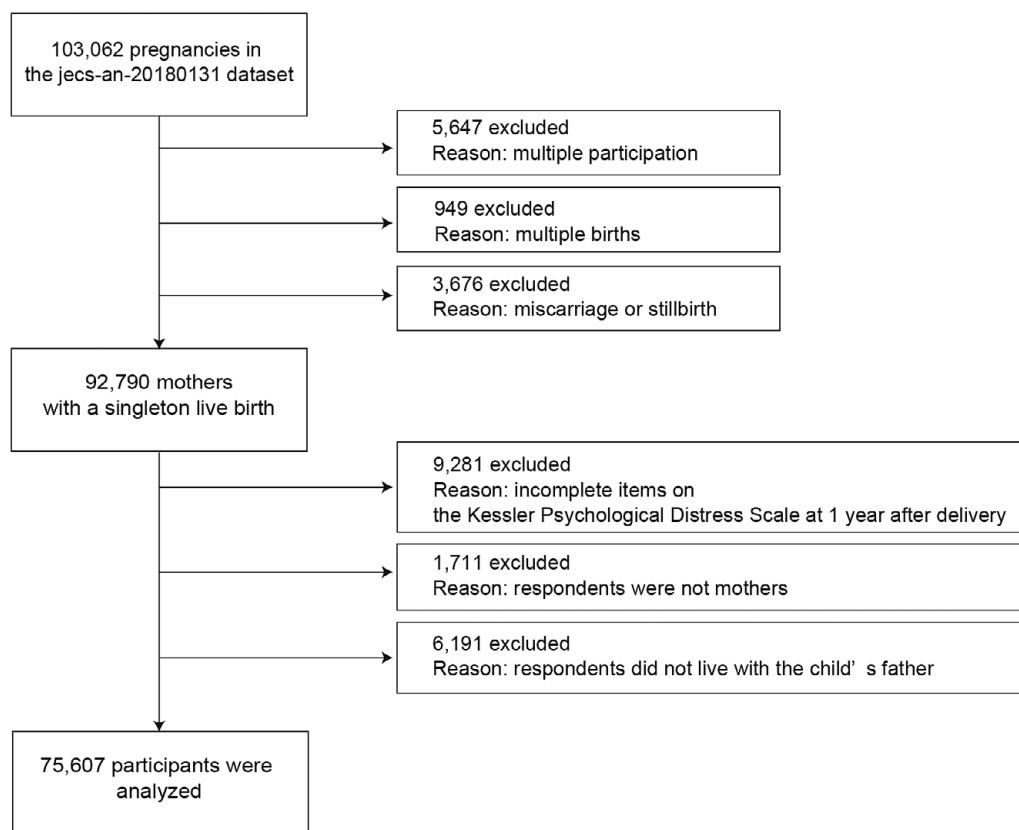 103,062 pregnancies in
the jecs-an-20180131 dataset
5,647 excluded
Reason: multiple participation
949 excluded
Reason: multiple births
3,676 excluded
Reason: miscarriage or stillbirth
92,790 mothers
with a singleton live birth
9,281 excluded
Reason: incomplete items on
the Kessler Psychological Distress Scale at 1 year after delivery
1,711 excluded
Reason: respondents were not mothers
6,191 excluded
Reason: respondents did not live with the child’ s father
75,607 participants were
analyzed